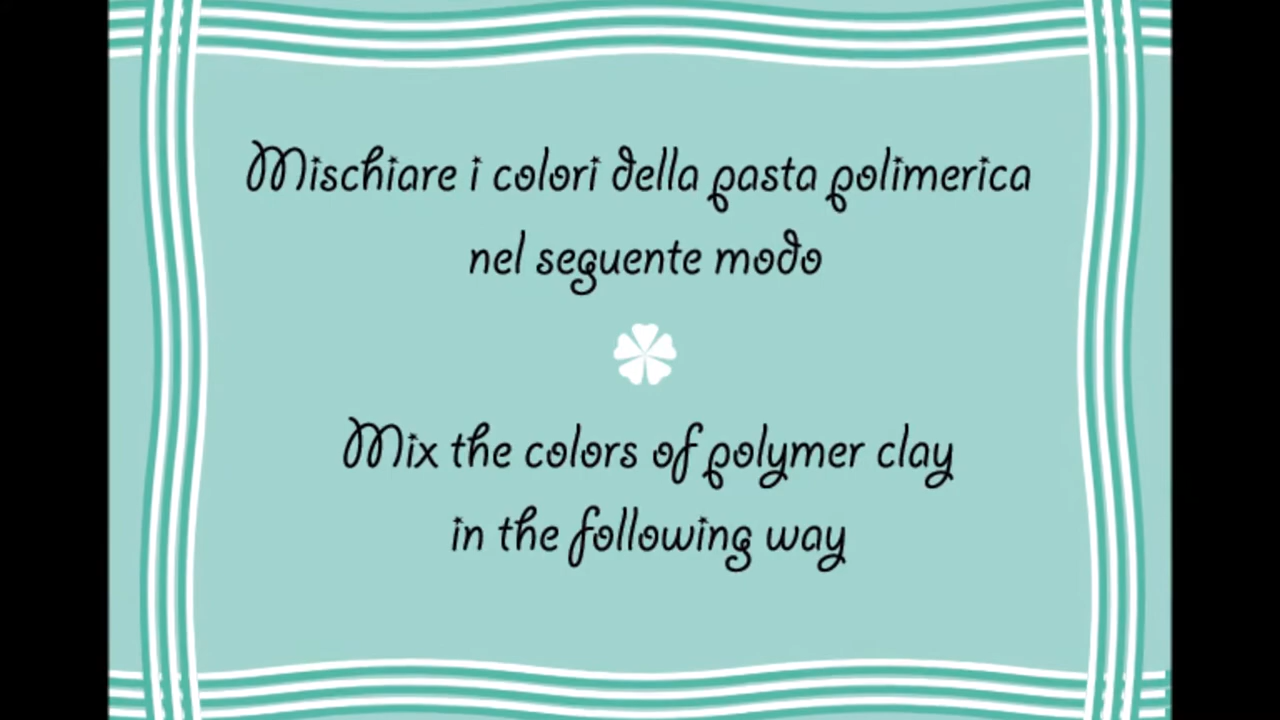 Mischiare i colori della pasta polimerica
nel seguente modo
Mix the colors of polymer clay
in the following way